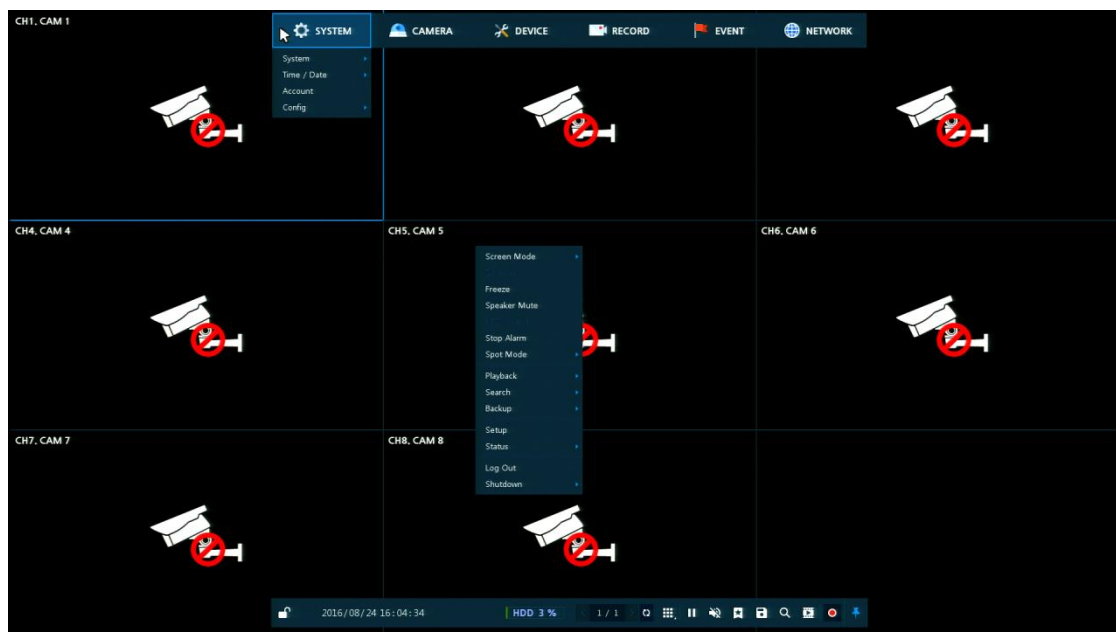 CH1, CAM 1
SYSTEM CAMERA DEVICE RECORD EVENT NETWORK
System
Time / Date
Account
Config
CH4, CAM 4
CH5, CAM 5
CH6, CAM 6
Screen Mode
Freeze
Speaker Mute
Stop Alarm
Spot Mode
Playback
Search
Backup
Setup
Status
Log Out
Shutdown
CH7, CAM 7
CH8, CAM 8
2016/08/24 16:04:34 HDD 3 % 1 / 1